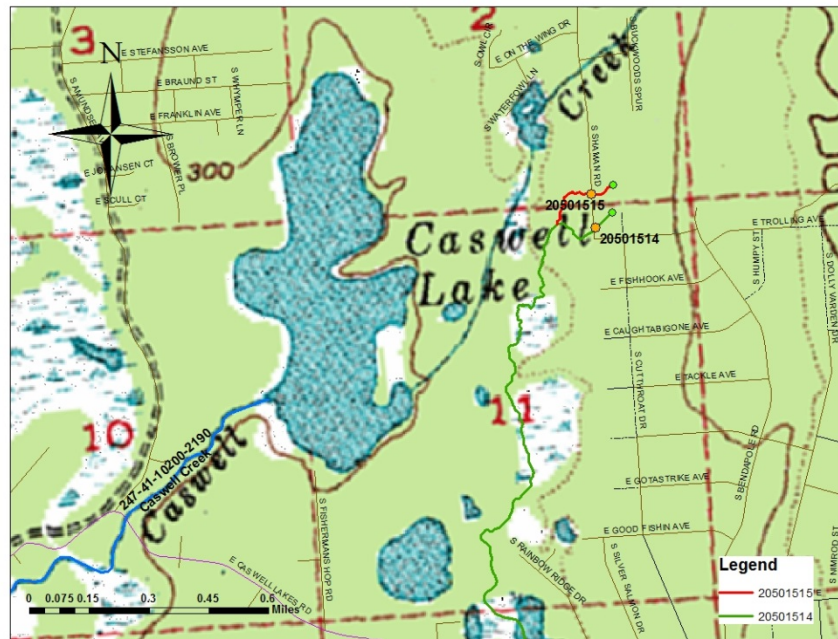 3
2
N
E STEFANSSON AVE
E BRAUND ST
E FRANKLIN AVE
S WHYMPER LN
S BROWER PL
E SCULL CT
300
S OWL CIR
E ON THE WING DR
S WATERFOWL LN
S BUCKWOODS SPUR
Creek
S SHAMAN RD
20501515
20501514
E TROLLING AVE
S HUMPY ST
S DOLLY VARDEN DR
Caswell
Lake
E FISHHOOK AVE
E CAUGHTABIGONE AVE
S CUTTHROAT DR
E TACKLE AVE
10
11
247-41-10200-2190
Caswell Creek
Caswell
S BENDAPOLE RD
E GOTASTRIKE AVE
E GOOD FISHIN AVE
S FISHERMANS HOP RD
E CASWELL LAKES RD
S RAINBOW RIDGE DR
S SILVER SALMON DR
S NIMROD ST
0 0.075 0.15 0.3 0.45 0.6
Miles
Legend
20501515
20501514